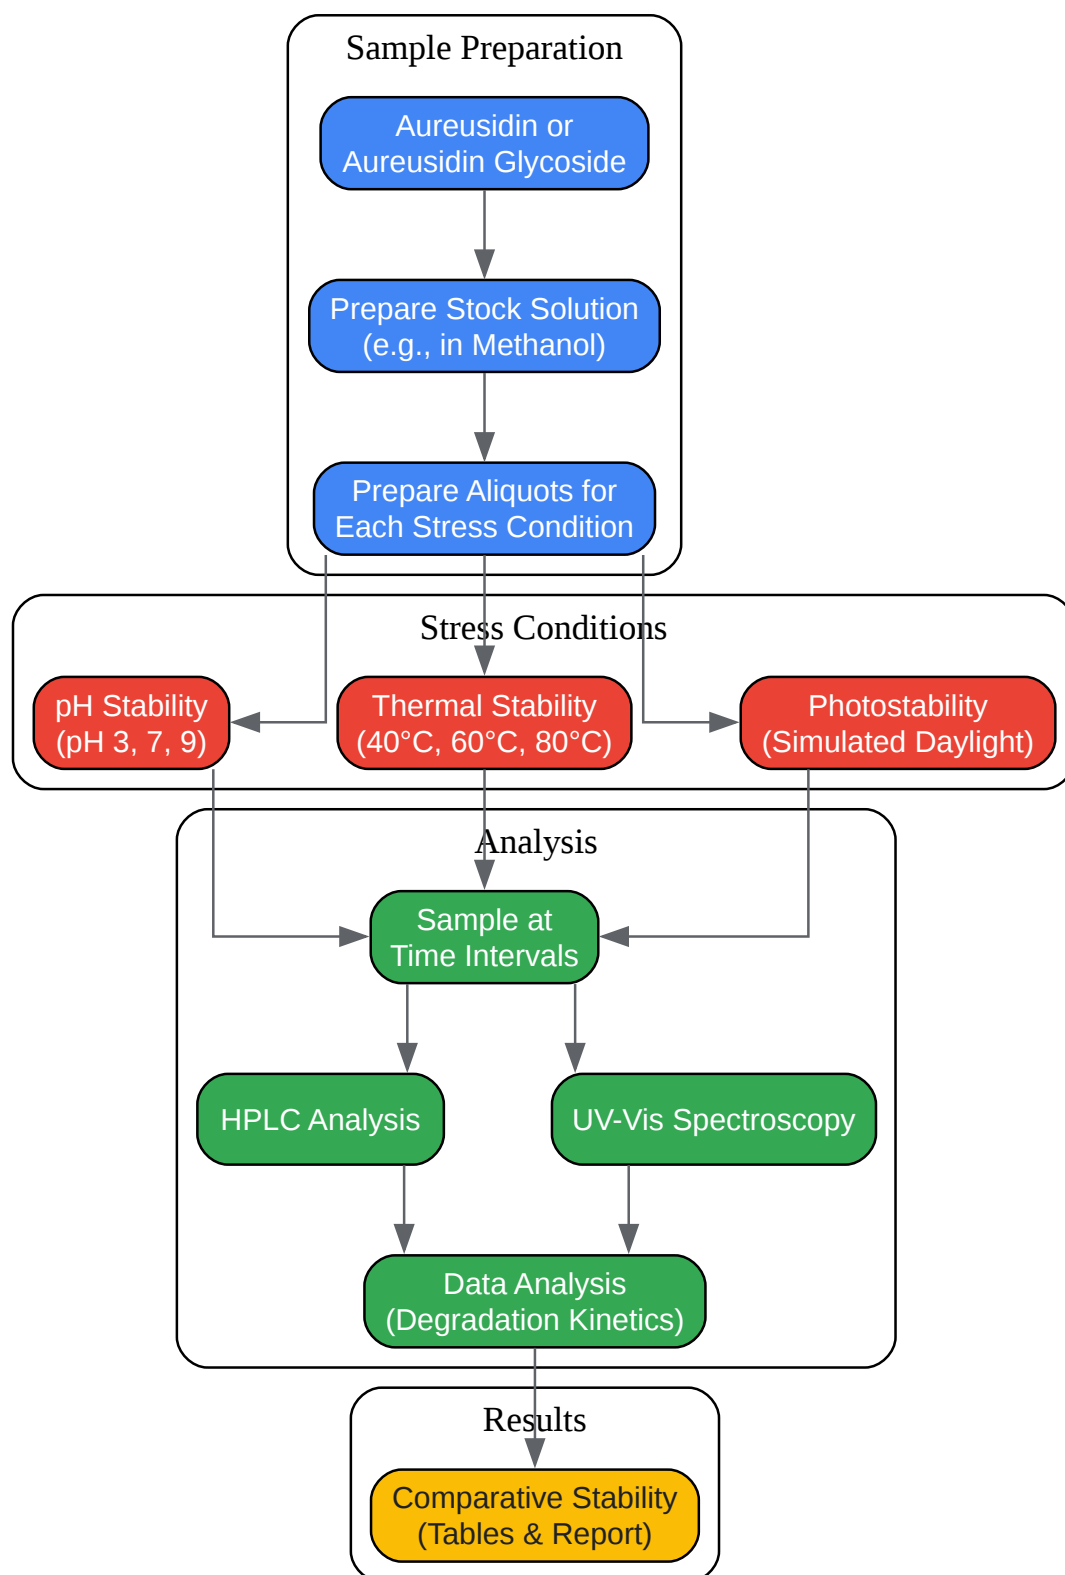 Sample Preparation
Aureusidin or
Aureusidin Glycoside
Prepare Stock Solution
(e.g., in Methanol)
Prepare Aliquots for
Each Stress Condition
Stress Conditions
pH Stability
(pH 3, 7, 9)
Thermal Stability
(40°C, 60°C, 80°C)
Photostability
(Simulated Daylight)
Analysis
Sample at
Time Intervals
HPLC Analysis
UV-Vis Spectroscopy
Data Analysis
(Degradation Kinetics)
Results
Comparative Stability
(Tables & Report)